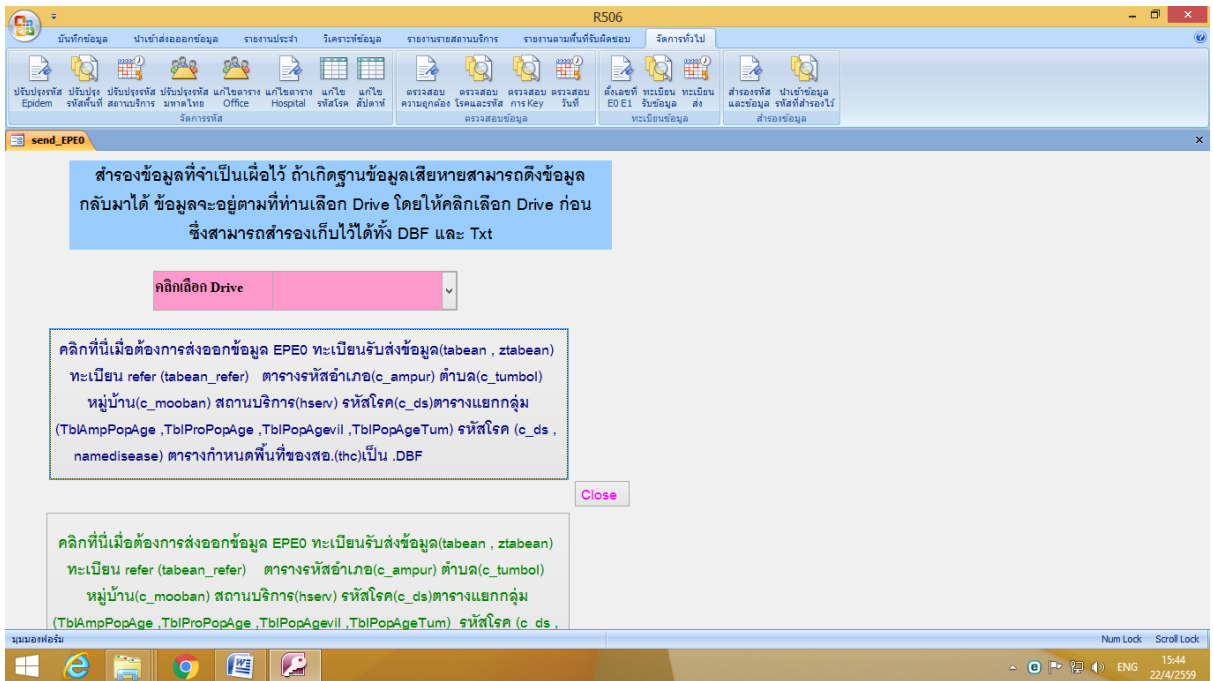 R506
บันทึกข้อมูล นำเข้าส่งออกข้อมูล รายงานประจำ วิเคราะห์ข้อมูล รายงานรายสถานบริการ รายงานตามพื้นที่รับผิดชอบ จัดการทั่วไป
ปรับปรุงรหัส ปรับปรุง ปรับปรุงรหัส ปรับปรุงรหัส แก้ไขตาราง แก้ไขตาราง แก้ไข แก้ไข ตรวจสอบ ตรวจสอบ ตรวจสอบ ตรวจสอบ ตั้งเลขที่ ทะเบียน ทะเบียน สำรองรหัส นำเข้าข้อมูล
Epidem รหัสพื้นที่ สถานบริการ มหาดไทย Office Hospital รหัสโรค สัปดาห์ ความถูกต้อง โรคและรหัส การKey วันที่ E0 E1 รับข้อมูล ส่ง และข้อมูล รหัสที่สำรองไว้
จัดการรหัส ตรวจสอบข้อมูล ทะเบียนข้อมูล สำรองข้อมูล
send_EPE0
สำรองข้อมูลที่จำเป็นเผื่อไว้ ถ้าเกิดฐานข้อมูลเสียหายสามารถดึงข้อมูล
กลับมาได้ ข้อมูลจะอยู่ตามที่ท่านเลือก Drive โดยให้คลิกเลือก Drive ก่อน
ซึ่งสามารถสำรองเก็บไว้ได้ทั้ง DBF และ Txt
คลิกเลือก Drive
คลิกที่นี่เมื่อต้องการส่งออกข้อมูล EPE0 ทะเบียนรับส่งข้อมูล(tabean , ztabean)
ทะเบียน refer (tabean_refer) ตารางรหัสอำเภอ(c_ampur) ตำบล(c_tumbol)
หมู่บ้าน(c_mooban) สถานบริการ(hserv) รหัสโรค(c_ds)ตารางแยกกลุ่ม
(TblAmpPopAge ,TblProPopAge ,TblPopAgevil ,TblPopAgeTum) รหัสโรค (c_ds ,
namedisease) ตารางกำหนดพื้นที่ของสอ.(thc)เป็น .DBF
Close
คลิกที่นี่เมื่อต้องการส่งออกข้อมูล EPE0 ทะเบียนรับส่งข้อมูล(tabean , ztabean)
ทะเบียน refer (tabean_refer) ตารางรหัสอำเภอ(c_ampur) ตำบล(c_tumbol)
หมู่บ้าน(c_mooban) สถานบริการ(hserv) รหัสโรค(c_ds)ตารางแยกกลุ่ม
(TblAmpPopAge ,TblProPopAge ,TblPopAgevil ,TblPopAgeTum) รหัสโรค (c_ds ,
มุมมองฟอร์ม Num Lock Scroll Lock
ENG 15:44
22/4/2559